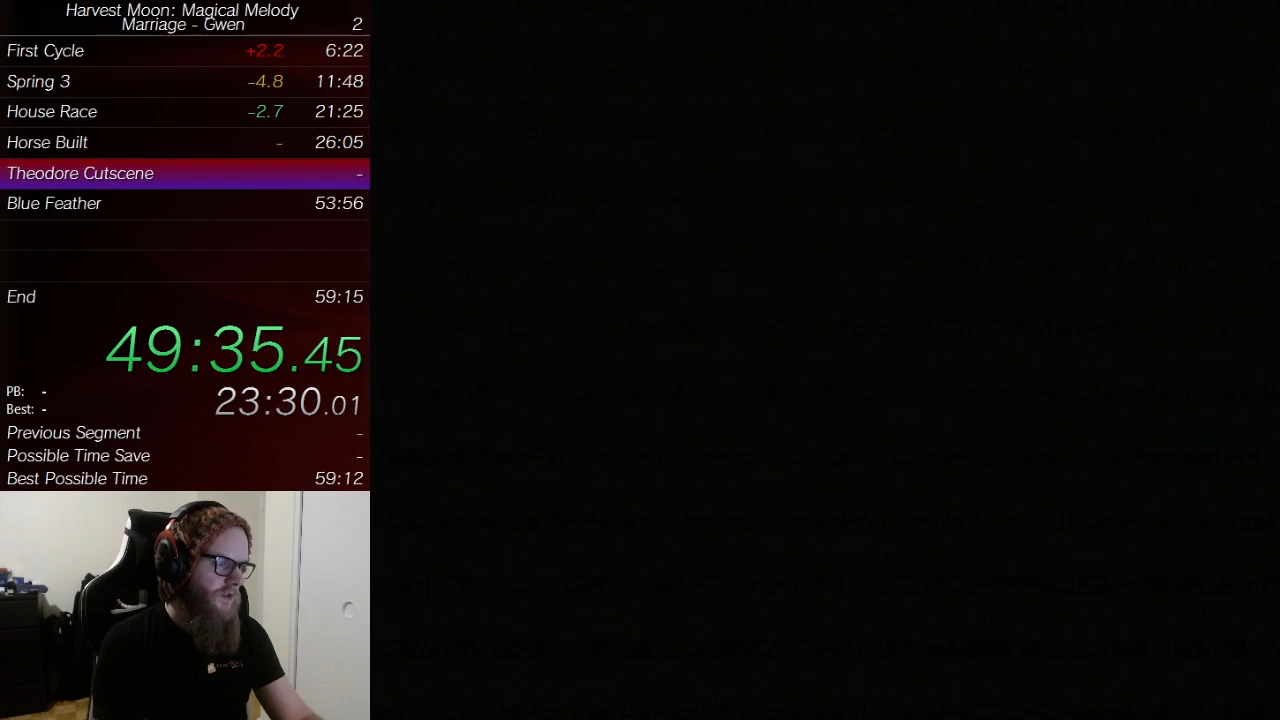 Harvest Moon: Magical Melody
Marriage - Gwen 2
First Cycle +2.2 6:22
Spring 3 -4.8 11:48
House Race -2.7 21:25
Horse Built - 26:05
Theodore Cutscene -
Blue Feather 53:56
End 59:15
49:35.45
PB: -
Best: -
23:30.01
Previous Segment -
Possible Time Save -
Best Possible Time 59:12